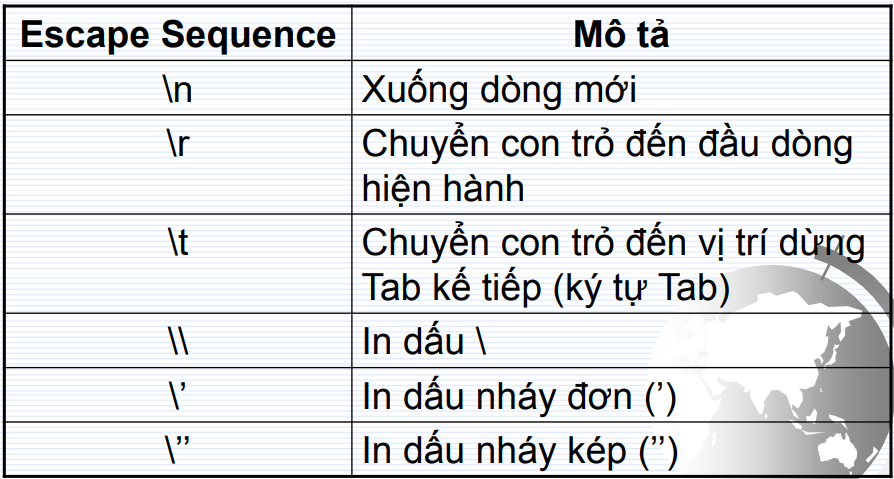 Escape Sequence Mô tả
\n Xuống dòng mới
\r Chuyển con trỏ đến đầu dòng
hiện hành
\t Chuyển con trỏ đến vị trí dừng
Tab kế tiếp (ký tự Tab)
\\ In dấu \
\’ In dấu nháy đơn (’)
\’’ In dấu nháy kép (’’)